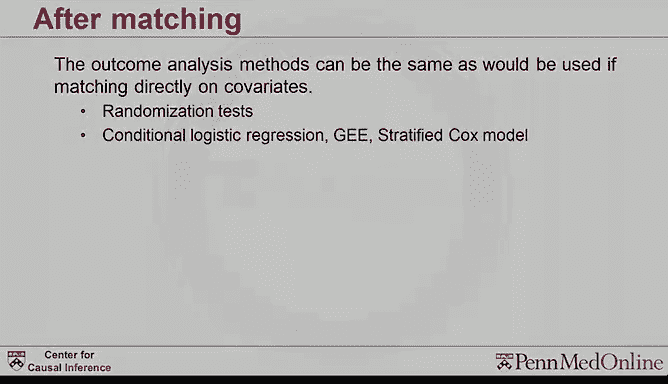 After matching
The outcome analysis methods can be the same as would be used if
matching directly on covariates.
• Randomization tests
• Conditional logistic regression, GEE, Stratified Cox model
Center for
Causal Inference
PennMedOnline